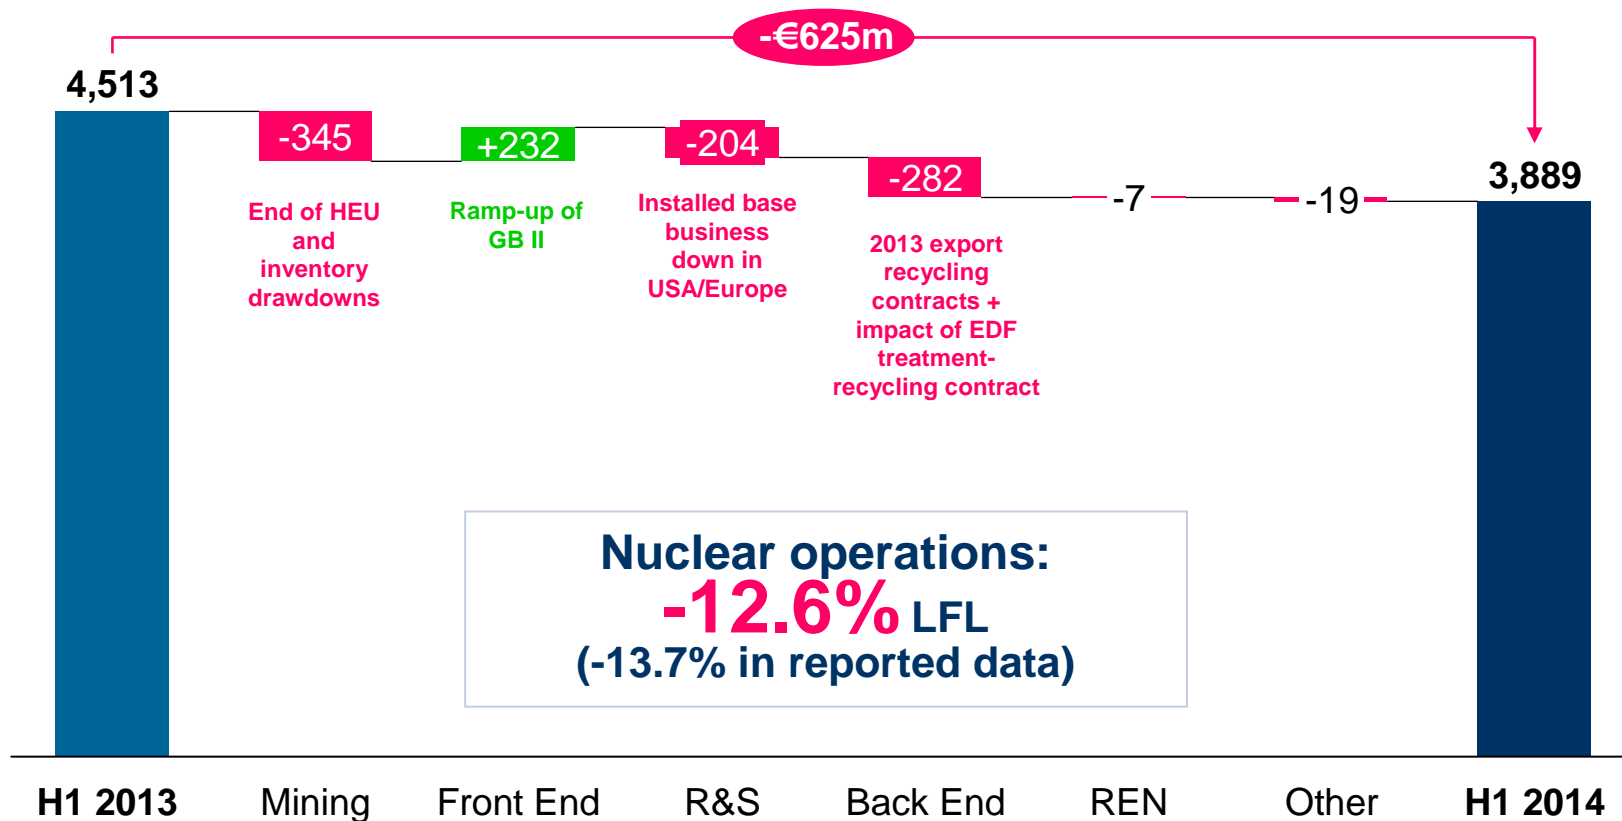 -€625m
4,513
-345
+232
-204
-282
-7
-19
3,889
End of HEU
and
inventory
drawdowns
Ramp-up of
GB II
Installed base
business
down in
USA/Europe
2013 export
recycling
contracts +
impact of EDF
treatment-
recycling contract
Nuclear operations:
-12.6% LFL
(-13.7% in reported data)
H1 2013
Mining
Front End
R&S
Back End
REN
Other
H1 2014